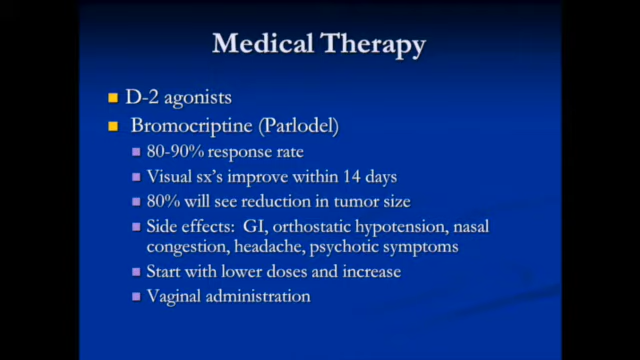 Medical Therapy
D-2 agonists
Bromocriptine (Parlodel)
80-90% response rate
Visual sx's improve within 14 days
80% will see reduction in tumor size
Side effects: GI, orthostatic hypotension, nasal
congestion, headache, psychotic symptoms
Start with lower doses and increase
Vaginal administration